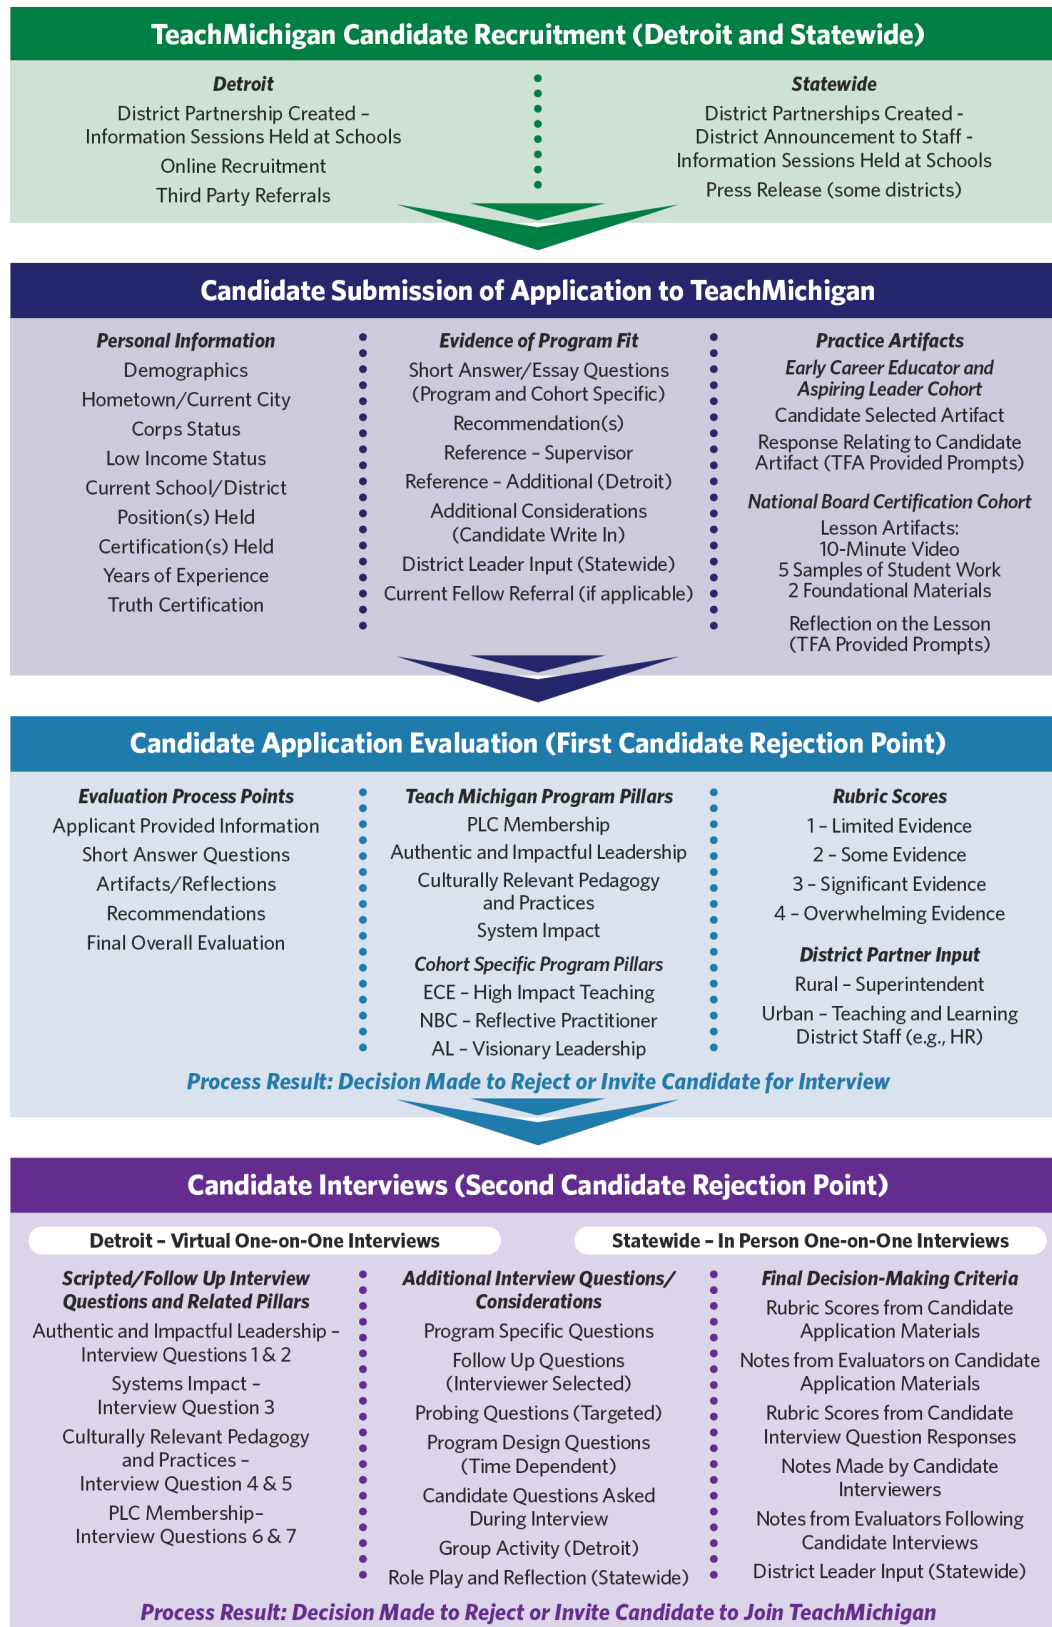 TeachMichigan Candidate Recruitment (Detroit and Statewide)
Detroit
District Partnership Created –
Information Sessions Held at Schools
Online Recruitment
Third Party Referrals
Statewide
District Partnerships Created -
District Announcement to Staff -
Information Sessions Held at Schools
Press Release (some districts)
Candidate Submission of Application to TeachMichigan
Personal Information
Demographics
Hometown/Current City
Corps Status
Low Income Status
Current School/District
Position(s) Held
Certification(s) Held
Years of Experience
Truth Certification
Evidence of Program Fit
Short Answer/Essay Questions
(Program and Cohort Specific)
Recommendation(s)
Reference – Supervisor
Reference – Additional (Detroit)
Additional Considerations
(Candidate Write In)
District Leader Input (Statewide)
Current Fellow Referral (if applicable)
Practice Artifacts
Early Career Educator and
Aspiring Leader Cohort
Candidate Selected Artifact
Response Relating to Candidate
Artifact (TFA Provided Prompts)
National Board Certification Cohort
Lesson Artifacts:
10-Minute Video
5 Samples of Student Work
2 Foundational Materials
Reflection on the Lesson
(TFA Provided Prompts)
Candidate Application Evaluation (First Candidate Rejection Point)
Evaluation Process Points
Applicant Provided Information
Short Answer Questions
Artifacts/Reflections
Recommendations
Final Overall Evaluation
Teach Michigan Program Pillars
PLC Membership
Authentic and Impactful Leadership
Culturally Relevant Pedagogy
and Practices
System Impact
Cohort Specific Program Pillars
ECE – High Impact Teaching
NBC – Reflective Practitioner
AL – Visionary Leadership
Rubric Scores
1 – Limited Evidence
2 – Some Evidence
3 – Significant Evidence
4 – Overwhelming Evidence
District Partner Input
Rural – Superintendent
Urban – Teaching and Learning
District Staff (e.g., HR)
Process Result: Decision Made to Reject or Invite Candidate for Interview
Candidate Interviews (Second Candidate Rejection Point)
Detroit – Virtual One-on-One Interviews
Statewide – In Person One-on-One Interviews
Scripted/Follow Up Interview
Questions and Related Pillars
Authentic and Impactful Leadership –
Interview Questions 1 & 2
Systems Impact –
Interview Question 3
Culturally Relevant Pedagogy
and Practices –
Interview Question 4 & 5
PLC Membership–
Interview Questions 6 & 7
Additional Interview Questions/
Considerations
Program Specific Questions
Follow Up Questions
(Interviewer Selected)
Probing Questions (Targeted)
Program Design Questions
(Time Dependent)
Candidate Questions Asked
During Interview
Group Activity (Detroit)
Role Play and Reflection (Statewide)
Final Decision-Making Criteria
Rubric Scores from Candidate
Application Materials
Notes from Evaluators on Candidate
Application Materials
Rubric Scores from Candidate
Interview Question Responses
Notes Made by Candidate
Interviewers
Notes from Evaluators Following
Candidate Interviews
District Leader Input (Statewide)
Process Result: Decision Made to Reject or Invite Candidate to Join TeachMichigan